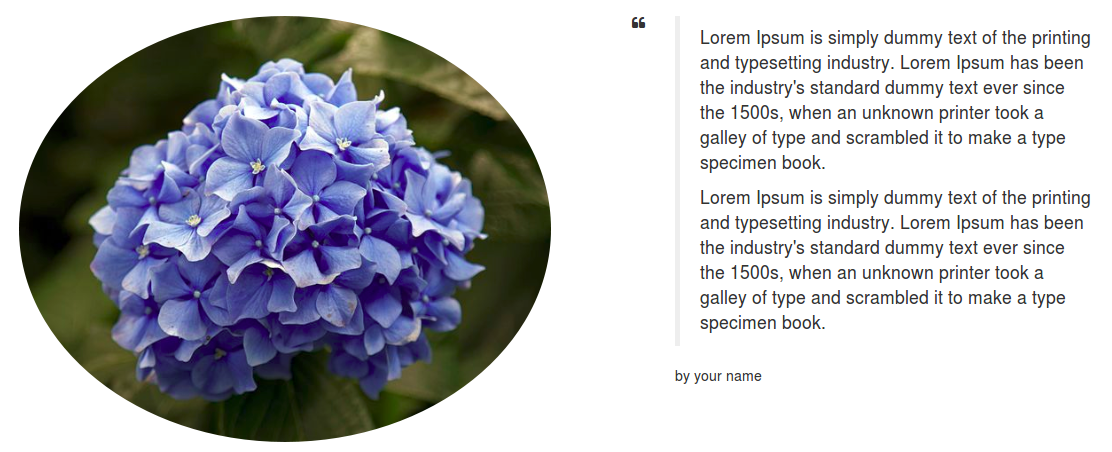 ❝
Lorem Ipsum is simply dummy text of the printing
and typesetting industry. Lorem Ipsum has been
the industry's standard dummy text ever since
the 1500s, when an unknown printer took a
galley of type and scrambled it to make a type
specimen book.
Lorem Ipsum is simply dummy text of the printing
and typesetting industry. Lorem Ipsum has been
the industry's standard dummy text ever since
the 1500s, when an unknown printer took a
galley of type and scrambled it to make a type
specimen book.
by your name